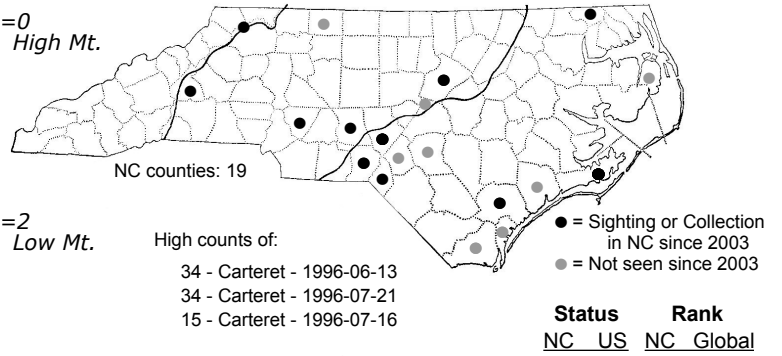 =0
High Mt.
NC counties: 19
=2
Low Mt.
High counts of:
34 - Carteret - 1996-06-13
34 - Carteret - 1996-07-21
15 - Carteret - 1996-07-16
= Sighting or Collection
in NC since 2003
= Not seen since 2003
Status Rank
NC US NC Global